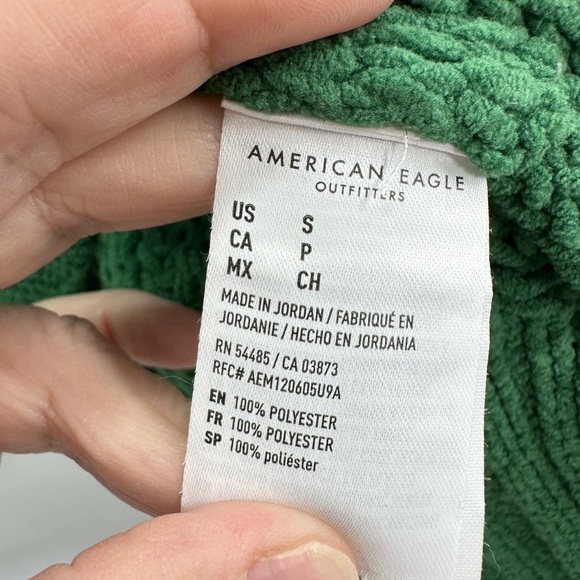 AMERICAN EAGLE
OUTFITTERS
US S
CA P
MX CH
MADE IN JORDAN / FABRIQUÉ EN
JORDANIE / HECHO EN JORDANIA
RN 54485 / CA 03873
RFC# AEM120605U9A
EN 100% POLYESTER
FR 100% POLYESTER
SP 100% poliéster